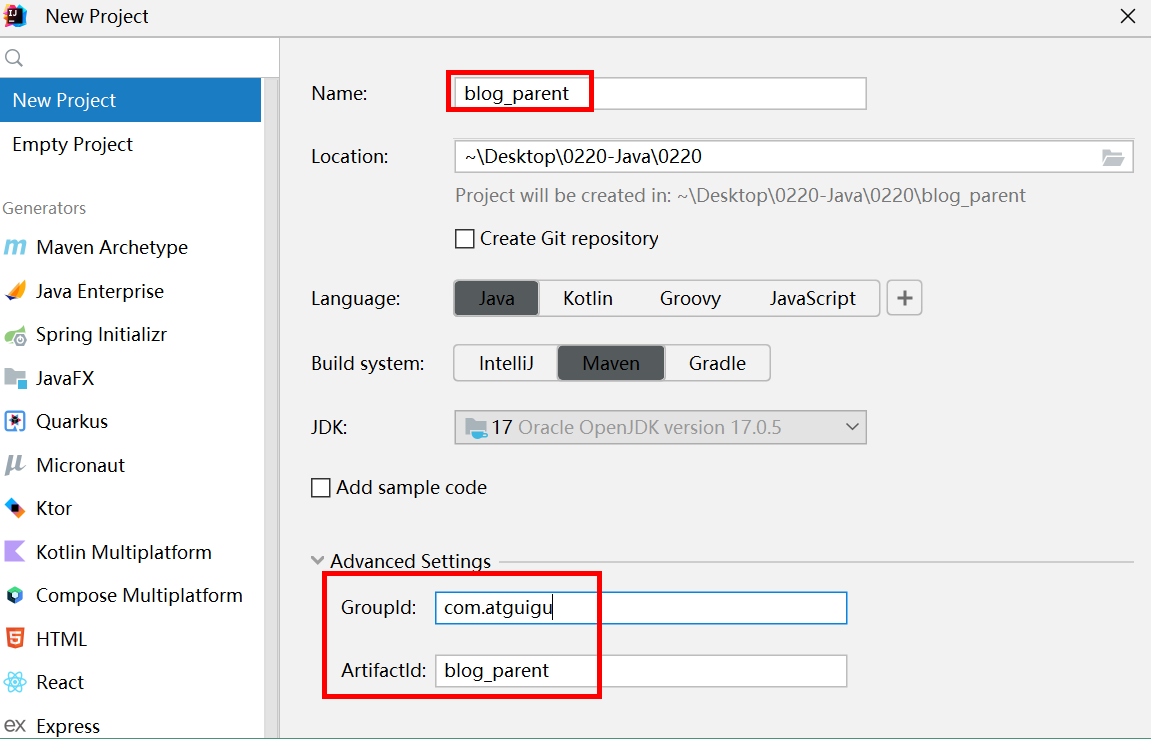 New Project
New Project
Empty Project
Generators
Maven Archetype
Java Enterprise
Spring Initializr
JavaFX
Quarkus
Micronaut
Ktor
Kotlin Multiplatform
Compose Multiplatform
HTML
React
ex Express
Name: blog_parent
Location: ~\Desktop\0220-Java\0220
Project will be created in: ~\Desktop\0220-Java\0220\blog_parent
Create Git repository
Language: Java Kotlin Groovy JavaScript +
Build system: IntelliJ Maven Gradle
JDK: 17 Oracle OpenJDK version 17.0.5
Add sample code
Advanced Settings
GroupId: com.atguigu
ArtifactId: blog_parent